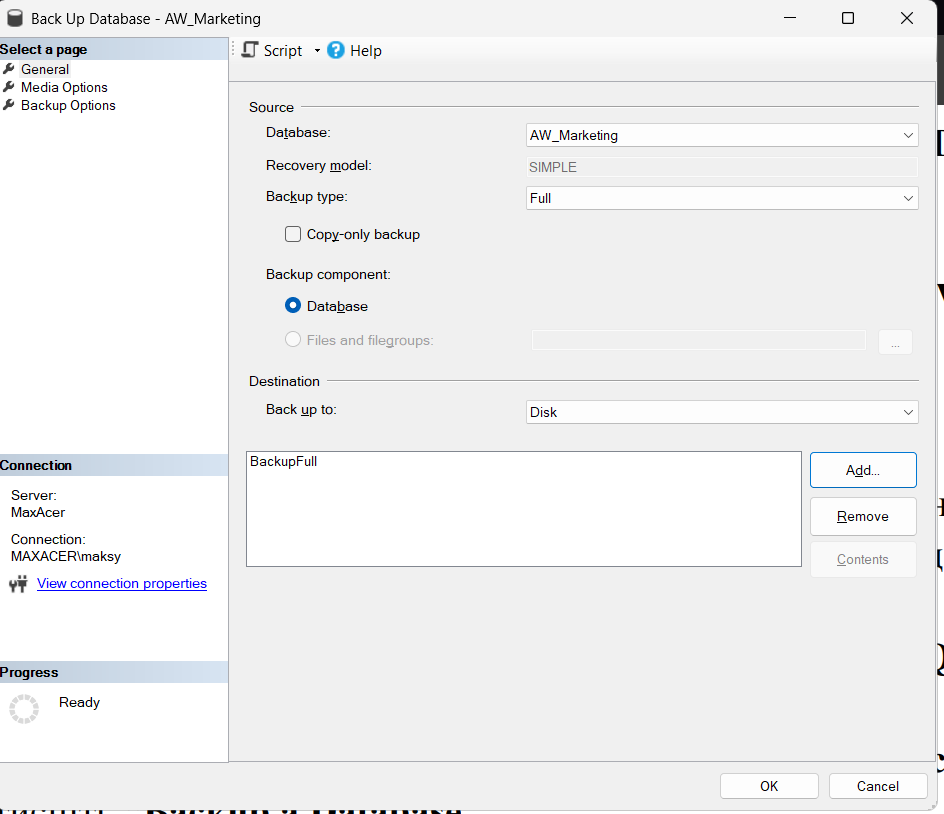 Back Up Database - AW_Marketing
Select a page
General
Media Options
Backup Options
Script
Help
Source
Database:
AW_Marketing
Recovery model:
SIMPLE
Backup type:
Full
Copy-only backup
Backup component:
Database
Files and filegroups:
...
Destination
Back up to:
Disk
BackupFull
Add...
Remove
Contents
Connection
Server:
MaxAcer
Connection:
MAXACER\maksy
View connection properties
Progress
Ready
OK
Cancel